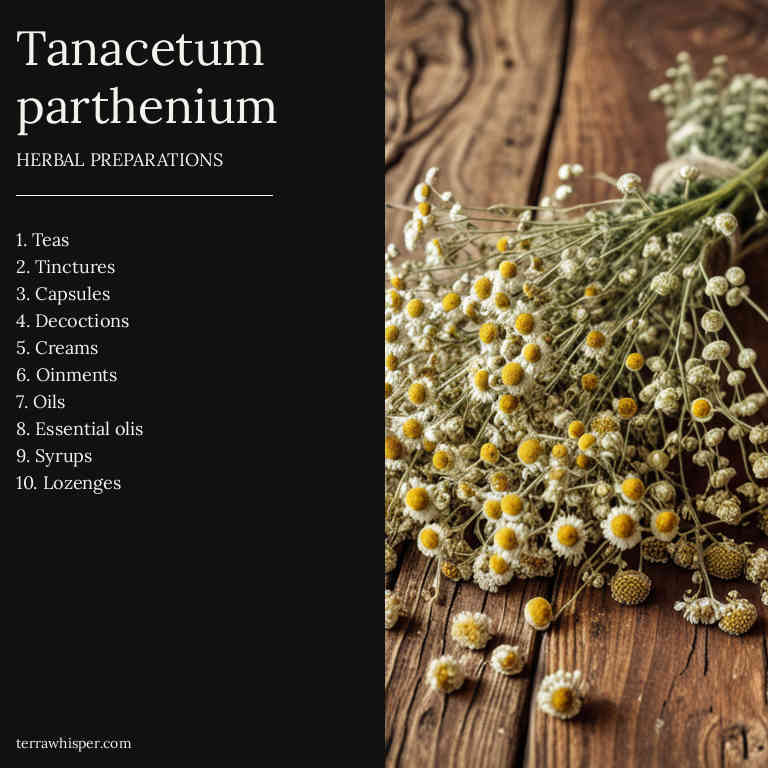 Tanacetum
parthenium
HERBAL PREPARATIONS
1. Teas
2. Tinctures
3. Capsules
4. Decoctions
5. Creams
6. Oinments
7. Oils
8. Essential olis
9. Syrups
10. Lozenges
terrawhisper.com